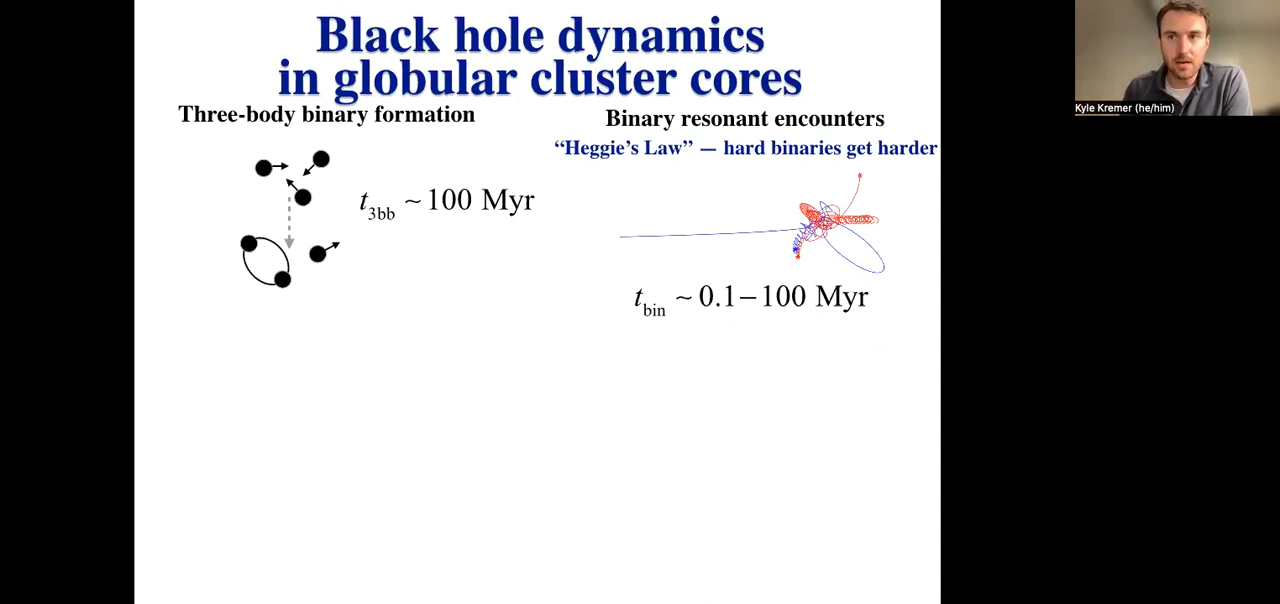 Black hole dynamics
in globular cluster cores
Three-body binary formation
t3bb ~ 100 Myr
Binary resonant encounters
“Heggie’s Law” — hard binaries get harder
tbin ~ 0.1 – 100 Myr
Kyle Kremer (he/him)